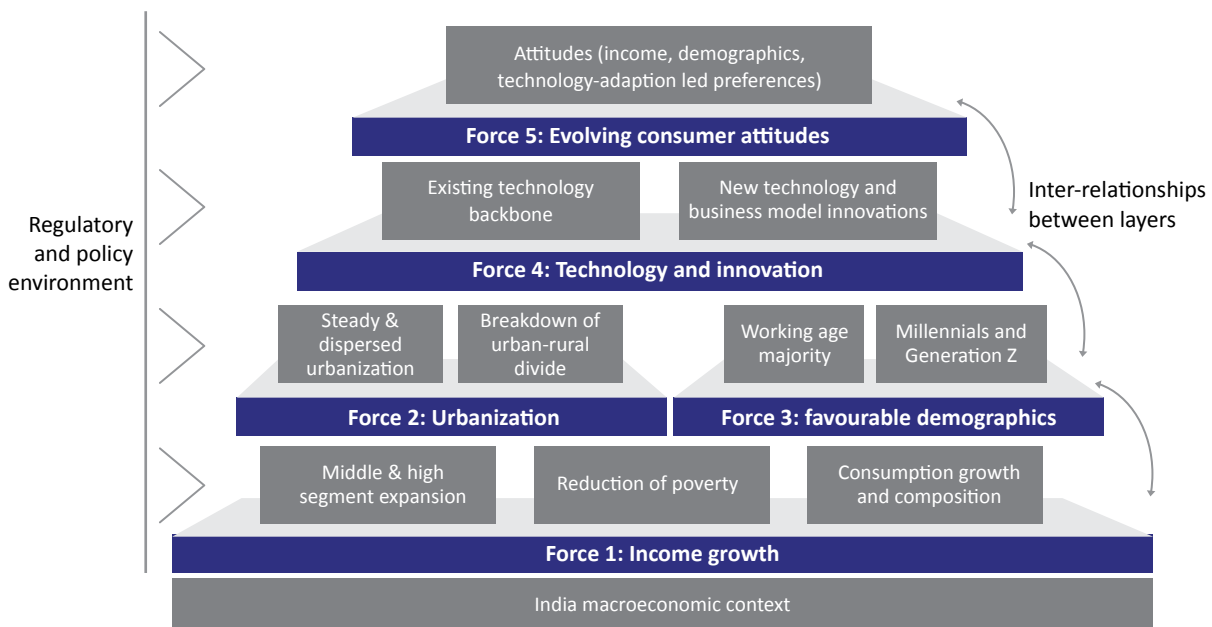 Attitudes (income, demographics,
technology-adaption led preferences)
Force 5: Evolving consumer attitudes
Existing technology
backbone
New technology and
business model innovations
Inter-relationships
between layers
Regulatory
and policy
environment
Force 4: Technology and innovation
Steady &
dispersed
urbanization
Breakdown of
urban-rural
divide
Working age
majority
Millennials and
Generation Z
Force 2: Urbanization
Force 3: favourable demographics
Middle & high
segment expansion
Reduction of poverty
Consumption growth
and composition
Force 1: Income growth
India macroeconomic context